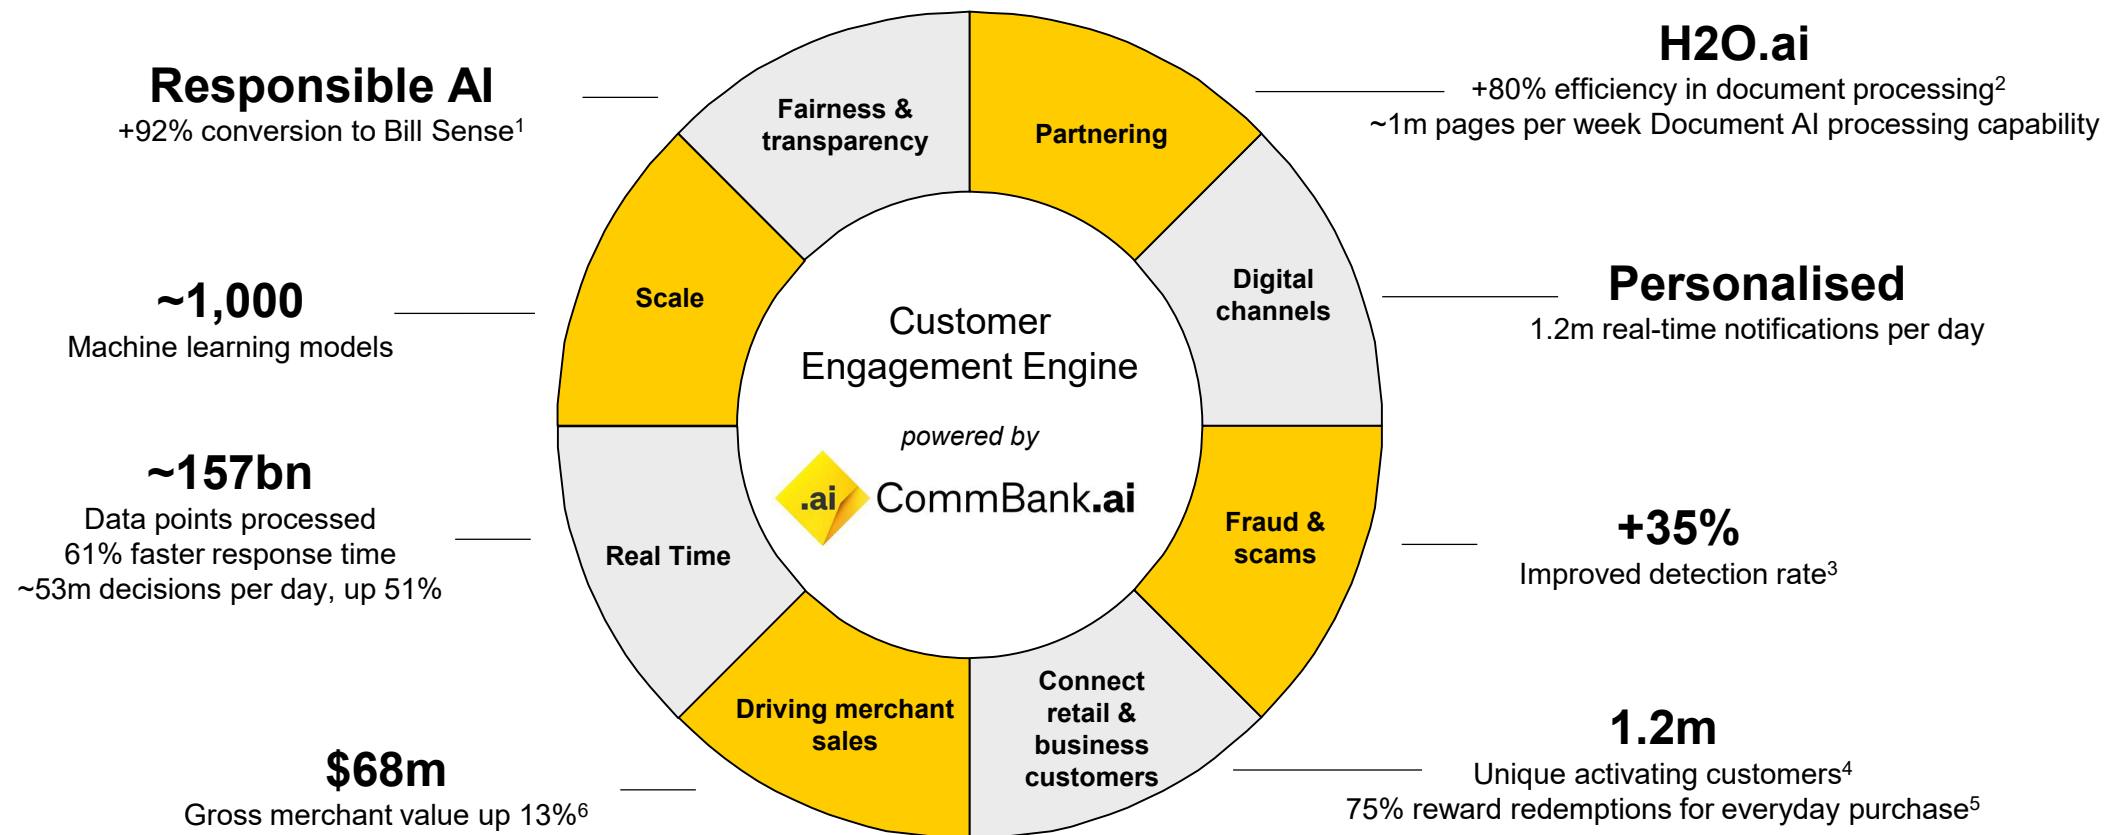 Responsible AI
+92% conversion to Bill Sense¹
~1,000
Machine learning models
~157bn
Data points processed
61% faster response time
~53m decisions per day, up 51%
$68m
Gross merchant value up 13%⁶
Fairness &
transparency
Partnering
Scale
Digital
channels
Real Time
Fraud &
scams
Driving merchant
sales
Connect
retail &
business
customers
Customer
Engagement Engine
powered by
.ai CommBank.ai
H2O.ai
+80% efficiency in document processing²
~1m pages per week Document AI processing capability
Personalised
1.2m real-time notifications per day
+35%
Improved detection rate³
1.2m
Unique activating customers⁴
75% reward redemptions for everyday purchase⁵